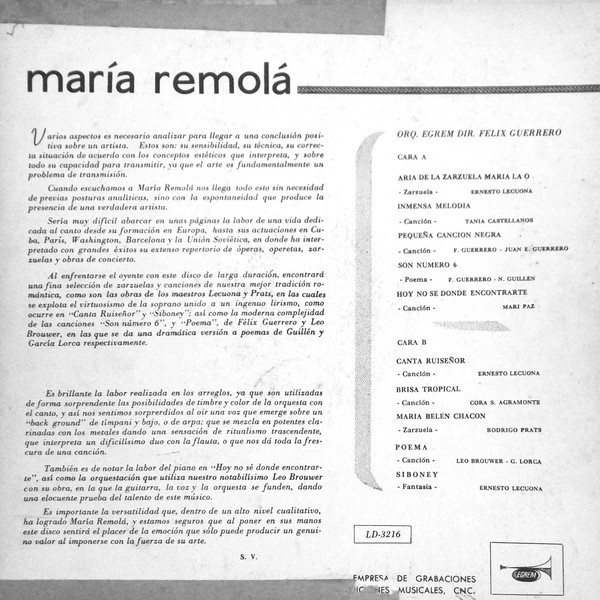 maría remolá
Varios aspectos es necesario analizar para llegar a una conclusión posi-
tiva sobre un artista. Estos son: su sensibilidad, su técnica, su correc-
ta situación de acuerdo con los conceptos estéticos que interpreta, y sobre
todo su capacidad para transmitir, ya que el arte es fundamentalmente un
problema de transmisión.
Cuando escuchamos a María Remolá nos llega todo esto sin necesidad
de previas posturas analíticas, sino con la espontaneidad que produce la
presencia de una verdadera artista.
Sería muy difícil abarcar en unas páginas la labor de una vida dedi-
cada al canto desde su formación en Europa, hasta sus actuaciones en Cu-
ba, París, Washington, Barcelona y la Unión Soviética, en donde ha inter-
pretado con grandes éxitos su extenso repertorio de óperas, operetas, zar-
zuelas y obras de concierto.
Al enfrentarse el oyente con este disco de larga duración, encontrará
una fina selección de zarzuelas y canciones de nuestra mejor tradición ro-
mántica, como son las obras de los maestros Lecuona y Prats, en las cuales
se explota el virtuosismo de la soprano unido a un ingenuo lirismo, como
ocurre en "Canta Ruiseñor" y "Siboney"; así como la moderna complejidad
de las canciones "Son número 6", y "Poema", de Félix Guerrero y Leo
Brouwer, en las que se da una dramática versión a poemas de Guillén y
García Lorca respectivamente.
Es brillante la labor realizada en los arreglos, ya que son utilizadas
de forma sorprendente las posibilidades de timbre y color de la orquesta con
el canto, y así nos sentimos sorprendidos al oir una voz que emerge sobre un
"back ground" de timpani y bajo, o de arpa; que se mezcla en potentes cla-
rinadas con los metales dando una sensación de ritualismo trascendente,
que interpreta un dificilísimo duo con la flauta, o que nos dá toda la fres-
cura de una canción.
También es de notar la labor del piano en "Hoy no sé donde encontrar-
te", así como la orquestación que utiliza nuestro notabilísimo Leo Brouwer
con su obra, en la que la guitarra, la voz y la orquesta se funden, dando
una elocuente prueba del talento de este músico.
Es importante la versatilidad que, dentro de un alto nivel cualitativo,
ha logrado María Remolá, y estamos seguros que al poner en sus manos
este disco sentirá el placer de la emoción que sólo puede producir un genui-
no valor al imponerse con la fuerza de su arte.
S. V.
ORQ. EGREM DIR. FELIX GUERRERO
CARA A
ARIA DE LA ZARZUELA MARIA LA O
- Zarzuela - ERNESTO LECUONA
INMENSA MELODIA
- Canción - TANIA CASTELLANOS
PEQUEÑA CANCION NEGRA
- Canción - F. GUERRERO - JUAN E. GUERRERO
SON NUMERO 6
- Poema - F. GUERRERO - N. GUILLEN
HOY NO SE DONDE ENCONTRARTE
- Canción - MARI PAZ
CARA B
CANTA RUISEÑOR
- Canción - ERNESTO LECUONA
BRISA TROPICAL
- Canción - CORA S. AGRAMONTE
MARIA BELEN CHACON
- Zarzuela - RODRIGO PRATS
POEMA
- Canción - LEO BROUWER - G. LORCA
SIBONEY
- Fantasía - ERNESTO LECUONA
LD-3216
EMPRESA DE GRABACIONES
MUSICALES, CNC.
EGREM